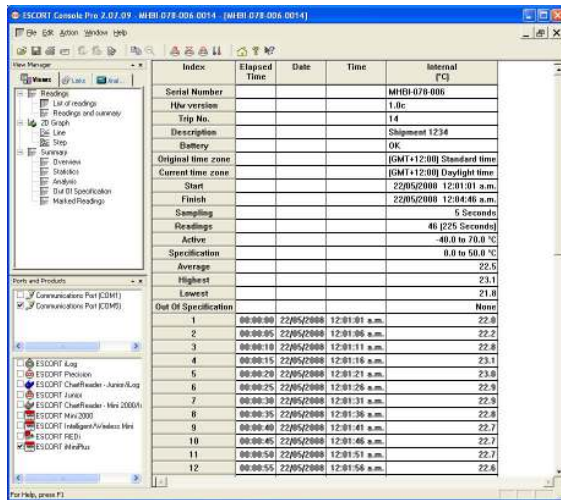 ESCORT Console Pro 2.07.09 - MHBI-078-006-0014 - [MHBI-078-006-0014]
File Edit Action Window Help
View Manager
Views Links
Readings
List of readings
Readings and summary
2D Graph
Line
Step
Summary
Overview
Statistics
Analysis
Out Of Specification
Marked Readings
Ports and Products
Communications Port (COM1)
Communications Port (COM5)
ESCORT iLog
ESCORT Precision
ESCORT ChartReader - Junior/iLog
ESCORT Junior
ESCORT ChartReader - Mini 2000/
ESCORT Mini 2000
ESCORT Intelligent/Wireless Mini
ESCORT REDi
ESCORT iMiniPlus
Index Elapsed Time Date Time Internal (°C)
Serial Number MHBI-078-006
H/w version 1.0c
Trip No. 14
Description Shipment 1234
Battery OK
Original time zone (GMT+12:00) Standard time
Current time zone (GMT+12:00) Daylight time
Start 22/05/2008 12:01:01 a.m.
Finish 22/05/2008 12:04:46 a.m.
Sampling 5 Seconds
Readings 46 (225 Seconds)
Active -40.0 to 70.0 °C
Specification 0.0 to 50.0 °C
Average 22.5
Highest 23.1
Lowest 21.8
Out Of Specification None
1 00:00:00 22/05/2008 12:01:01 a.m. 22.0
2 00:00:05 22/05/2008 12:01:06 a.m. 22.2
3 00:00:10 22/05/2008 12:01:11 a.m. 22.8
4 00:00:15 22/05/2008 12:01:16 a.m. 23.1
5 00:00:20 22/05/2008 12:01:21 a.m. 23.0
6 00:00:25 22/05/2008 12:01:26 a.m. 22.9
7 00:00:30 22/05/2008 12:01:31 a.m. 22.9
8 00:00:35 22/05/2008 12:01:36 a.m. 22.8
9 00:00:40 22/05/2008 12:01:41 a.m. 22.7
10 00:00:45 22/05/2008 12:01:46 a.m. 22.7
11 00:00:50 22/05/2008 12:01:51 a.m. 22.7
12 00:00:55 22/05/2008 12:01:56 a.m. 22.6
For Help, press F1